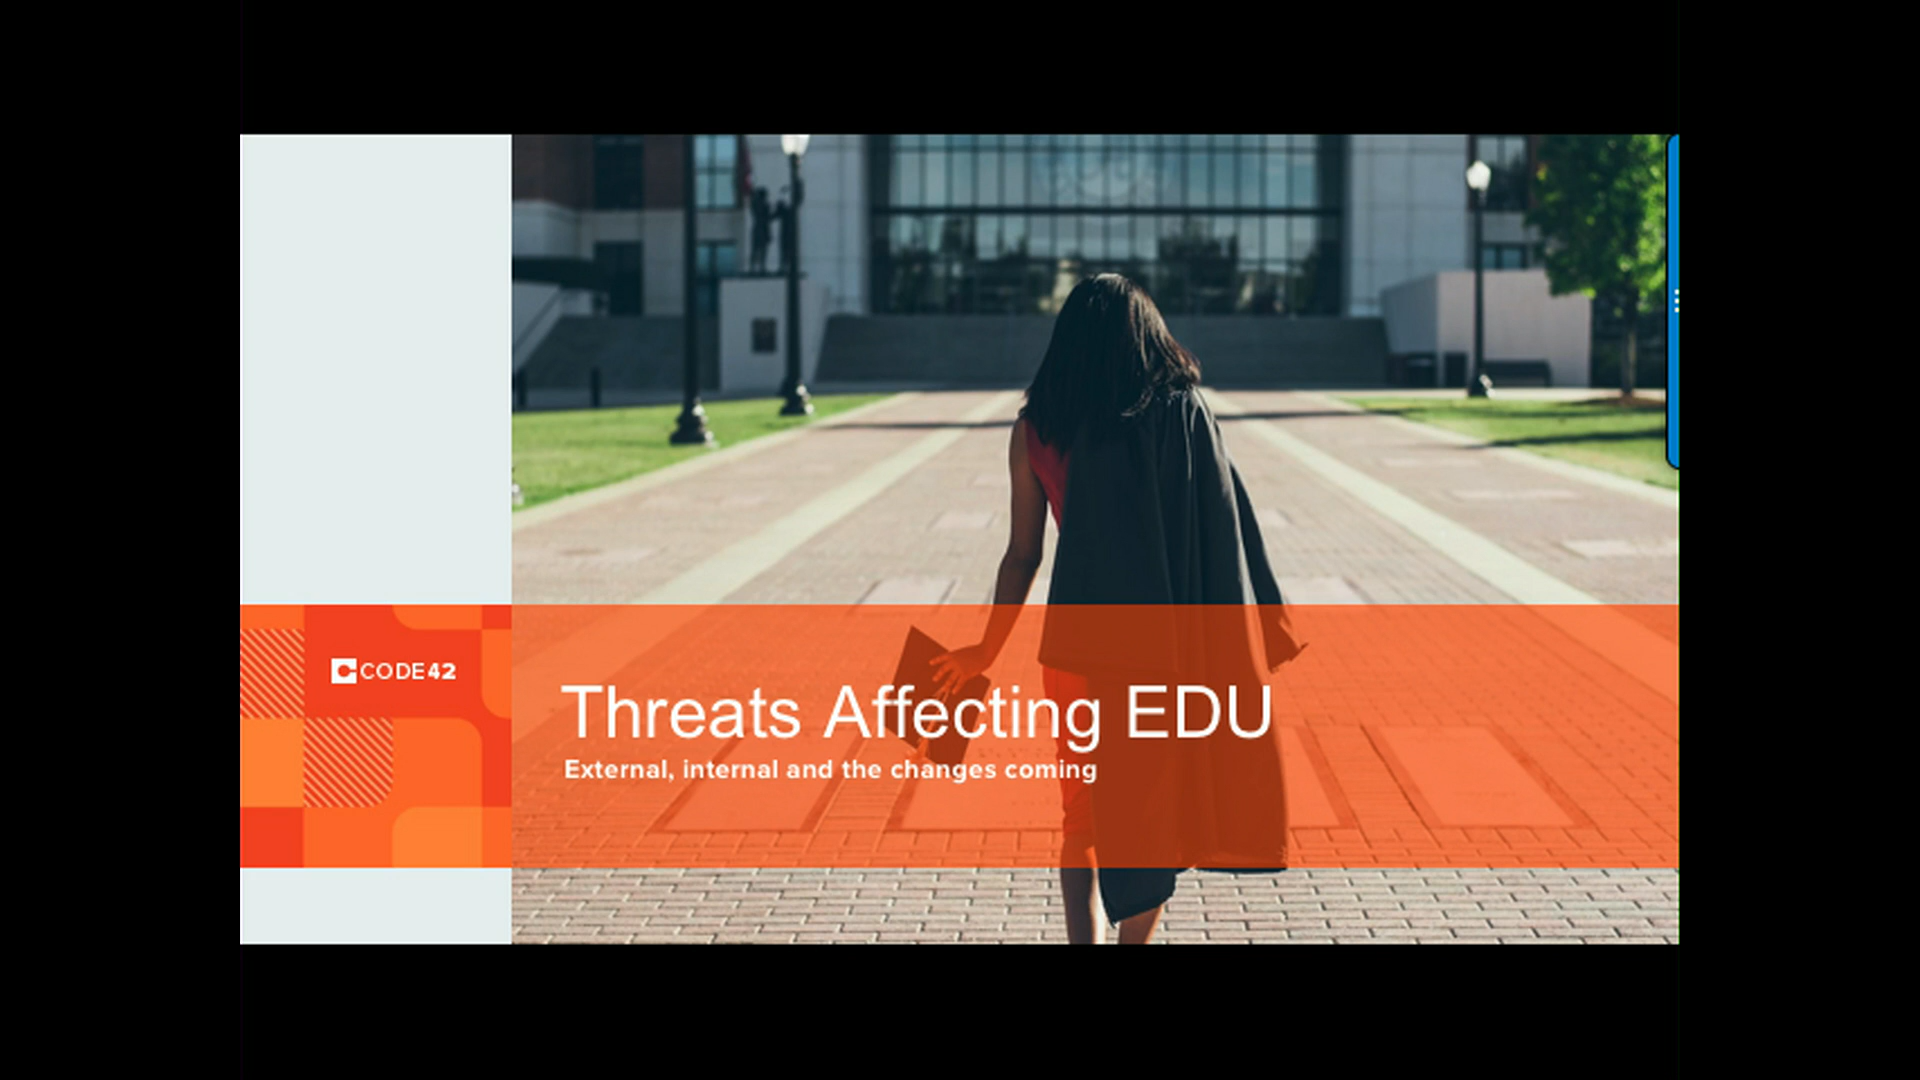 CODE42
Threats Affecting EDU
External, internal and the changes coming